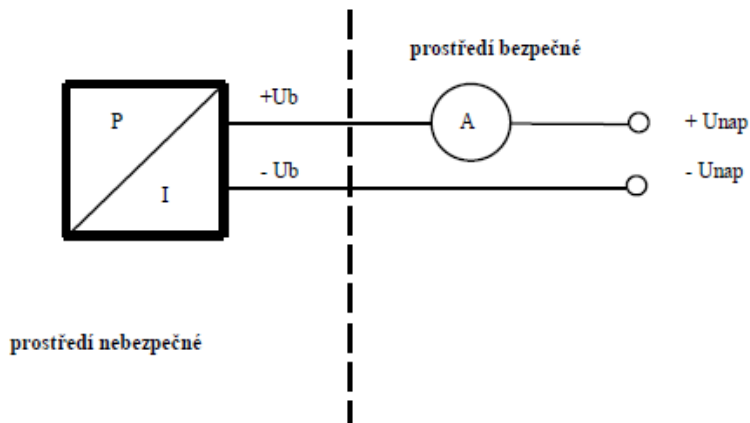 prostředí bezpečné
+Ub
P
A
+ Unap
- Ub
- Unap
I
prostředí nebezpečné